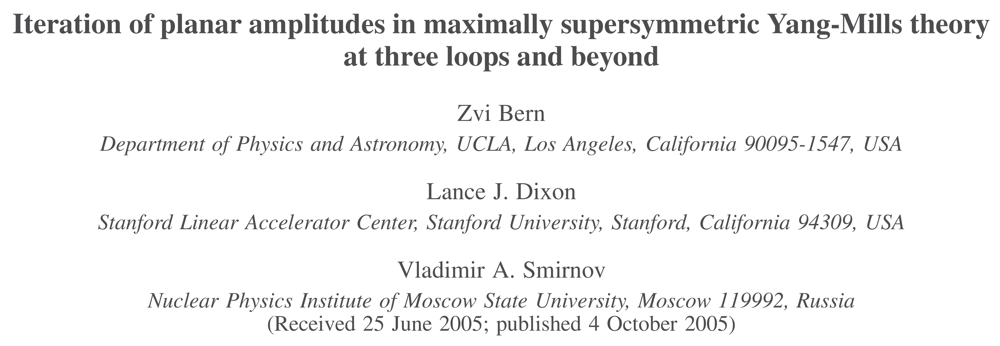 Iteration of planar amplitudes in maximally supersymmetric Yang-Mills theory
at three loops and beyond
Zvi Bern
Department of Physics and Astronomy, UCLA, Los Angeles, California 90095-1547, USA
Lance J. Dixon
Stanford Linear Accelerator Center, Stanford University, Stanford, California 94309, USA
Vladimir A. Smirnov
Nuclear Physics Institute of Moscow State University, Moscow 119992, Russia
(Received 25 June 2005; published 4 October 2005)